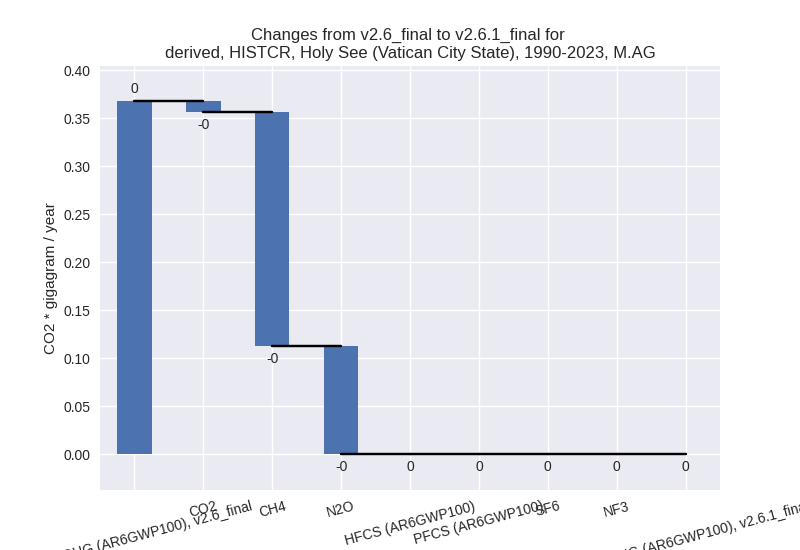 Changes from v2.6_final to v2.6.1_final for
derived, HISTCR, Holy See (Vatican City State), 1990-2023, M.AG
0.40
0.35
0.30
0.25
0.20
0.15
0.10
0.05
0.00
CO2 * gigagram / year
0
-0
-0
-0
0
0
0
0
0
(AR6GWP100), v2.6_final
CO2
CH4
N2O
HFCS (AR6GWP100)
PFCS (AR6GWP100)
SF6
NF3
(AR6GWP100), v2.6.1_fina